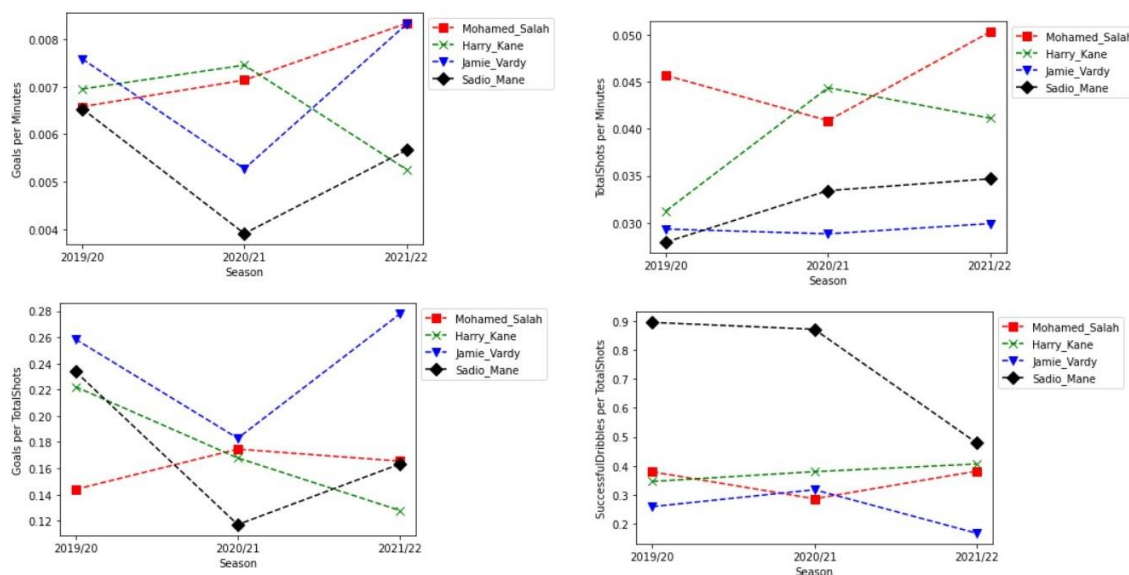 Goals per Minutes
0.008
0.007
0.006
0.005
0.004
2019/20
2020/21
2021/22
Season
Mohamed_Salah
Harry_Kane
Jamie_Vardy
Sadio_Mane
TotalShots per Minutes
0.050
0.045
0.040
0.035
0.030
2019/20
2020/21
2021/22
Season
Mohamed_Salah
Harry_Kane
Jamie_Vardy
Sadio_Mane
Goals per TotalShots
0.28
0.26
0.24
0.22
0.20
0.18
0.16
0.14
0.12
2019/20
2020/21
2021/22
Season
Mohamed_Salah
Harry_Kane
Jamie_Vardy
Sadio_Mane
SuccessfulDribbles per TotalShots
0.9
0.8
0.7
0.6
0.5
0.4
0.3
0.2
2019/20
2020/21
2021/22
Season
Mohamed_Salah
Harry_Kane
Jamie_Vardy
Sadio_Mane